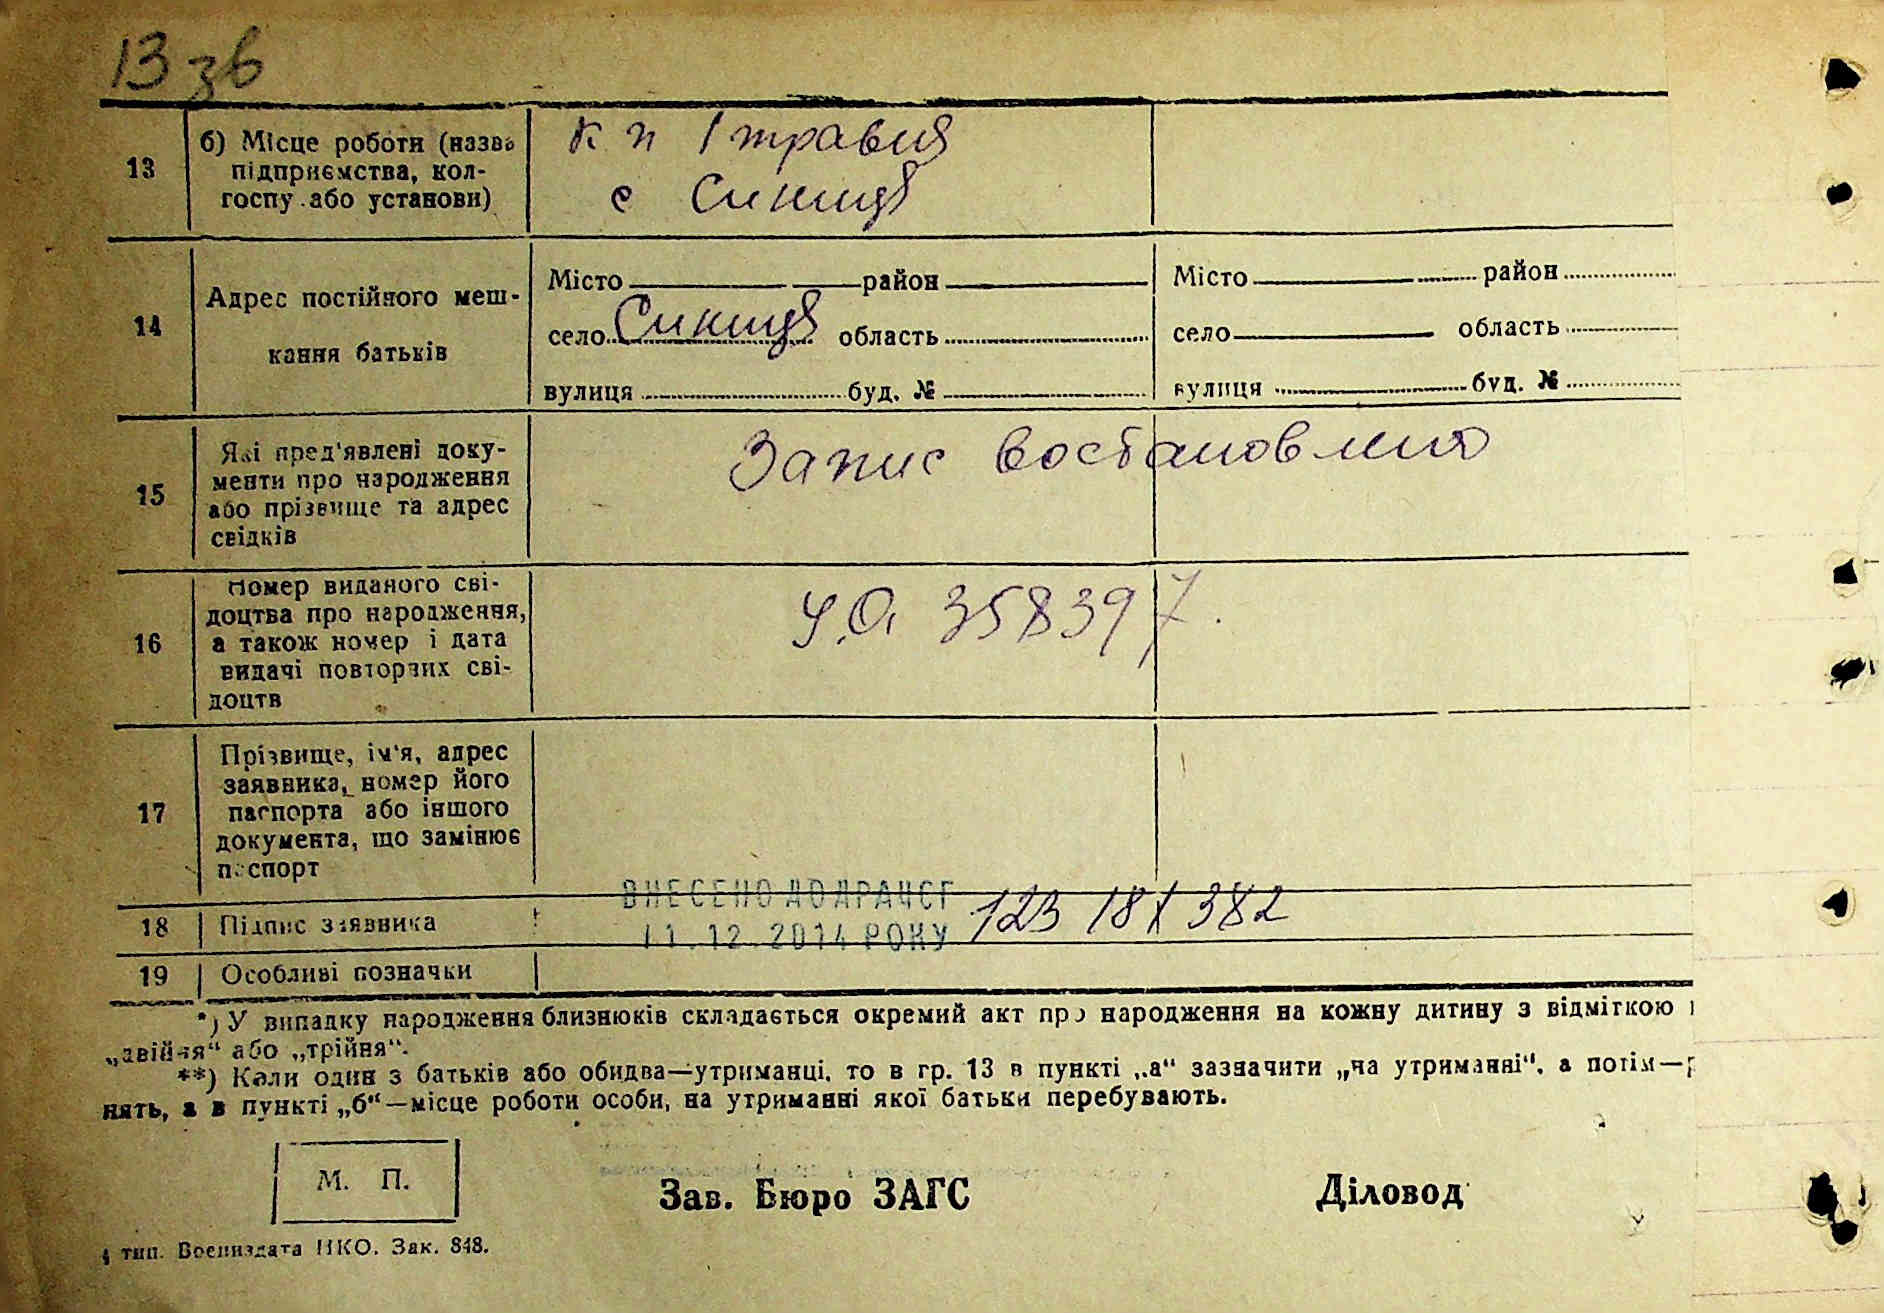 13 зв
13
б) Місце роботи (назва
підприємства, кол-
госпу або установи)
к п 1 травня
с Синиця
14
Адрес постійного меш-
кання батьків
Місто район
село Синиця область
вулиця буд. №
Місто район
село область
вулиця буд. №
15
Які пред'явлені доку-
менти про народження
або прізвище та адрес
свідків
Запис востановлено
16
Номер виданого сві-
доцтва про народження,
а також номер і дата
видачі повторних сві-
доцтв
358397.
17
Прізвище, ім'я, адрес
заявника, номер його
паспорта або іншого
документа, що замінює
паспорт
18
Підпис заявника
ВНЕСЕНО ДО ДРАЦСГ
11.12.2014 РОКУ
123 18 382
19
Особливі позначки
*) У випадку народження близнюків складається окремий акт про народження на кожну дитину з відміткою
„двійня“ або „трійня“.
**) Коли один з батьків або обидва—утриманці, то в гр. 13 в пункті „а“ зазначити „на утриманні“, а потім—
нять, а в пункті „б“—місце роботи особи, на утриманні якої батьки перебувають.
М. П.
Зав. Бюро ЗАГС
Діловод
тип. Воениздата НКО. Зак. 848.